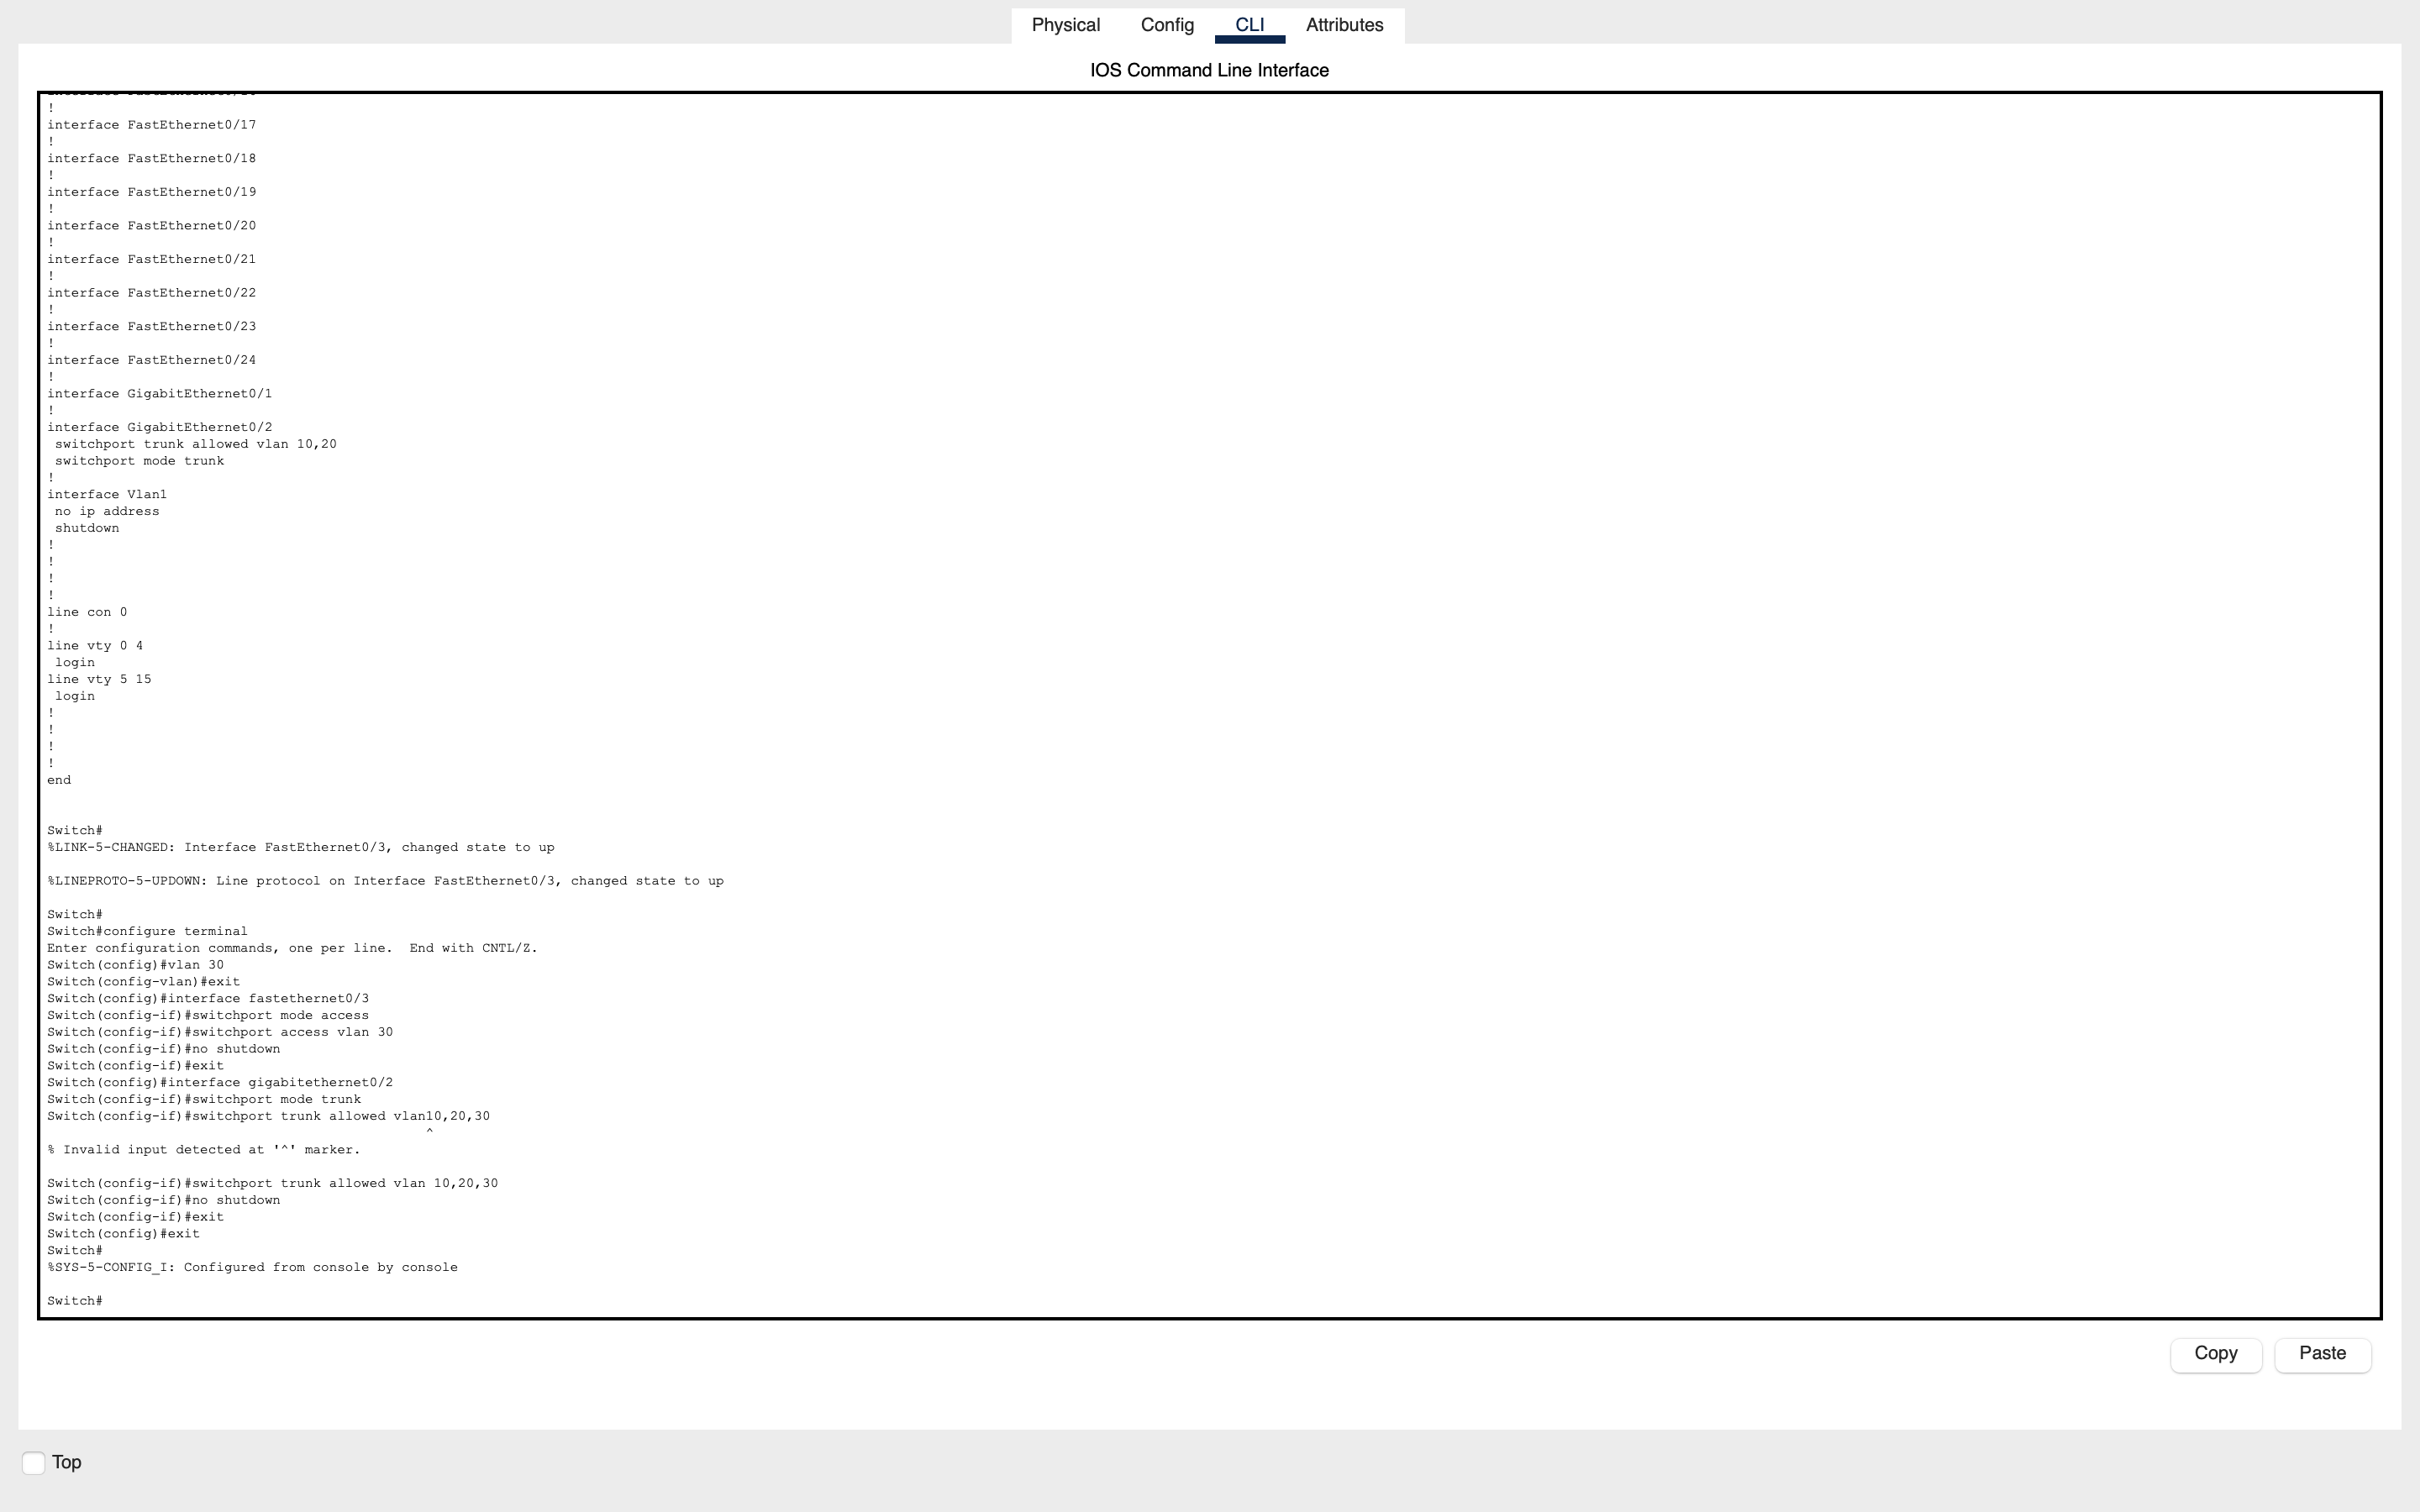 Physical Config CLI Attributes
IOS Command Line Interface
!
interface FastEthernet0/17
!
interface FastEthernet0/18
!
interface FastEthernet0/19
!
interface FastEthernet0/20
!
interface FastEthernet0/21
!
interface FastEthernet0/22
!
interface FastEthernet0/23
!
interface FastEthernet0/24
!
interface GigabitEthernet0/1
!
interface GigabitEthernet0/2
 switchport trunk allowed vlan 10,20
 switchport mode trunk
!
interface Vlan1
 no ip address
 shutdown
!
!
!
!
line con 0
!
line vty 0 4
 login
line vty 5 15
 login
!
!
!
!
end
Switch#
%LINK-5-CHANGED: Interface FastEthernet0/3, changed state to up
%LINEPROTO-5-UPDOWN: Line protocol on Interface FastEthernet0/3, changed state to up
Switch#
Switch#configure terminal
Enter configuration commands, one per line.  End with CNTL/Z.
Switch(config)#vlan 30
Switch(config-vlan)#exit
Switch(config)#interface fastethernet0/3
Switch(config-if)#switchport mode access
Switch(config-if)#switchport access vlan 30
Switch(config-if)#no shutdown
Switch(config-if)#exit
Switch(config)#interface gigabitethernet0/2
Switch(config-if)#switchport mode trunk
Switch(config-if)#switchport trunk allowed vlan10,20,30
^
% Invalid input detected at '^' marker.
Switch(config-if)#switchport trunk allowed vlan 10,20,30
Switch(config-if)#no shutdown
Switch(config-if)#exit
Switch(config)#exit
Switch#
%SYS-5-CONFIG_I: Configured from console by console
Switch#
Copy Paste
Top